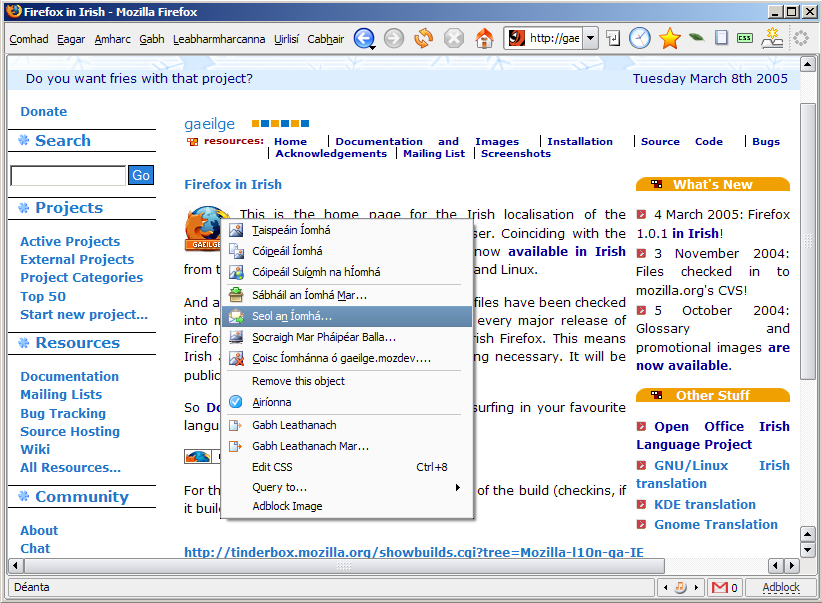 Firefox in Irish - Mozilla Firefox
Comhad Eagar Amharc Gabh Leabharmharcanna Uirlisí Cabhair http://gae CSS
Do you want fries with that project? Tuesday March 8th 2005
Donate
Search
Go
Projects
Active Projects
External Projects
Project Categories
Top 50
Start new project...
Resources
Documentation
Mailing Lists
Bug Tracking
Source Hosting
Wiki
All Resources...
Community
About
Chat
gaeilge
resources: Home | Documentation and Images | Installation | Source Code | Bugs
| Acknowledgements | Mailing List | Screenshots
Firefox in Irish
GAEILGE
This is the home page for the Irish localisation of the
ser. Coinciding with the
now available in Irish
from t and Linux.
And a files have been checked
into m every major release of
Firefo rish Firefox. This means
Irish a ng necessary. It will be
public
So Do surfing in your favourite
langu
For th of the build (checkins, if
it buil
http://tinderbox.mozilla.org/showbuilds.cgi?tree=Mozilla-l10n-ga-IE
Taispeáin Íomhá
Cóipeáil Íomhá
Cóipeáil Suíomh na hÍomhá
Sábháil an Íomhá Mar...
Seol an Íomhá...
Socraigh Mar Pháipéar Balla...
Coisc Íomhánna ó gaeilge.mozdev....
Remove this object
Airíonna
Gabh Leathanach
Gabh Leathanach Mar...
Edit CSS Ctrl+8
Query to...
Adblock Image
What's New
4 March 2005: Firefox
1.0.1 in Irish!
3 November 2004:
Files checked in to
mozilla.org's CVS!
5 October 2004:
Glossary and
promotional images are
now available.
Other Stuff
Open Office Irish
Language Project
GNU/Linux Irish
translation
KDE translation
Gnome Translation
Déanta 0 Adblock